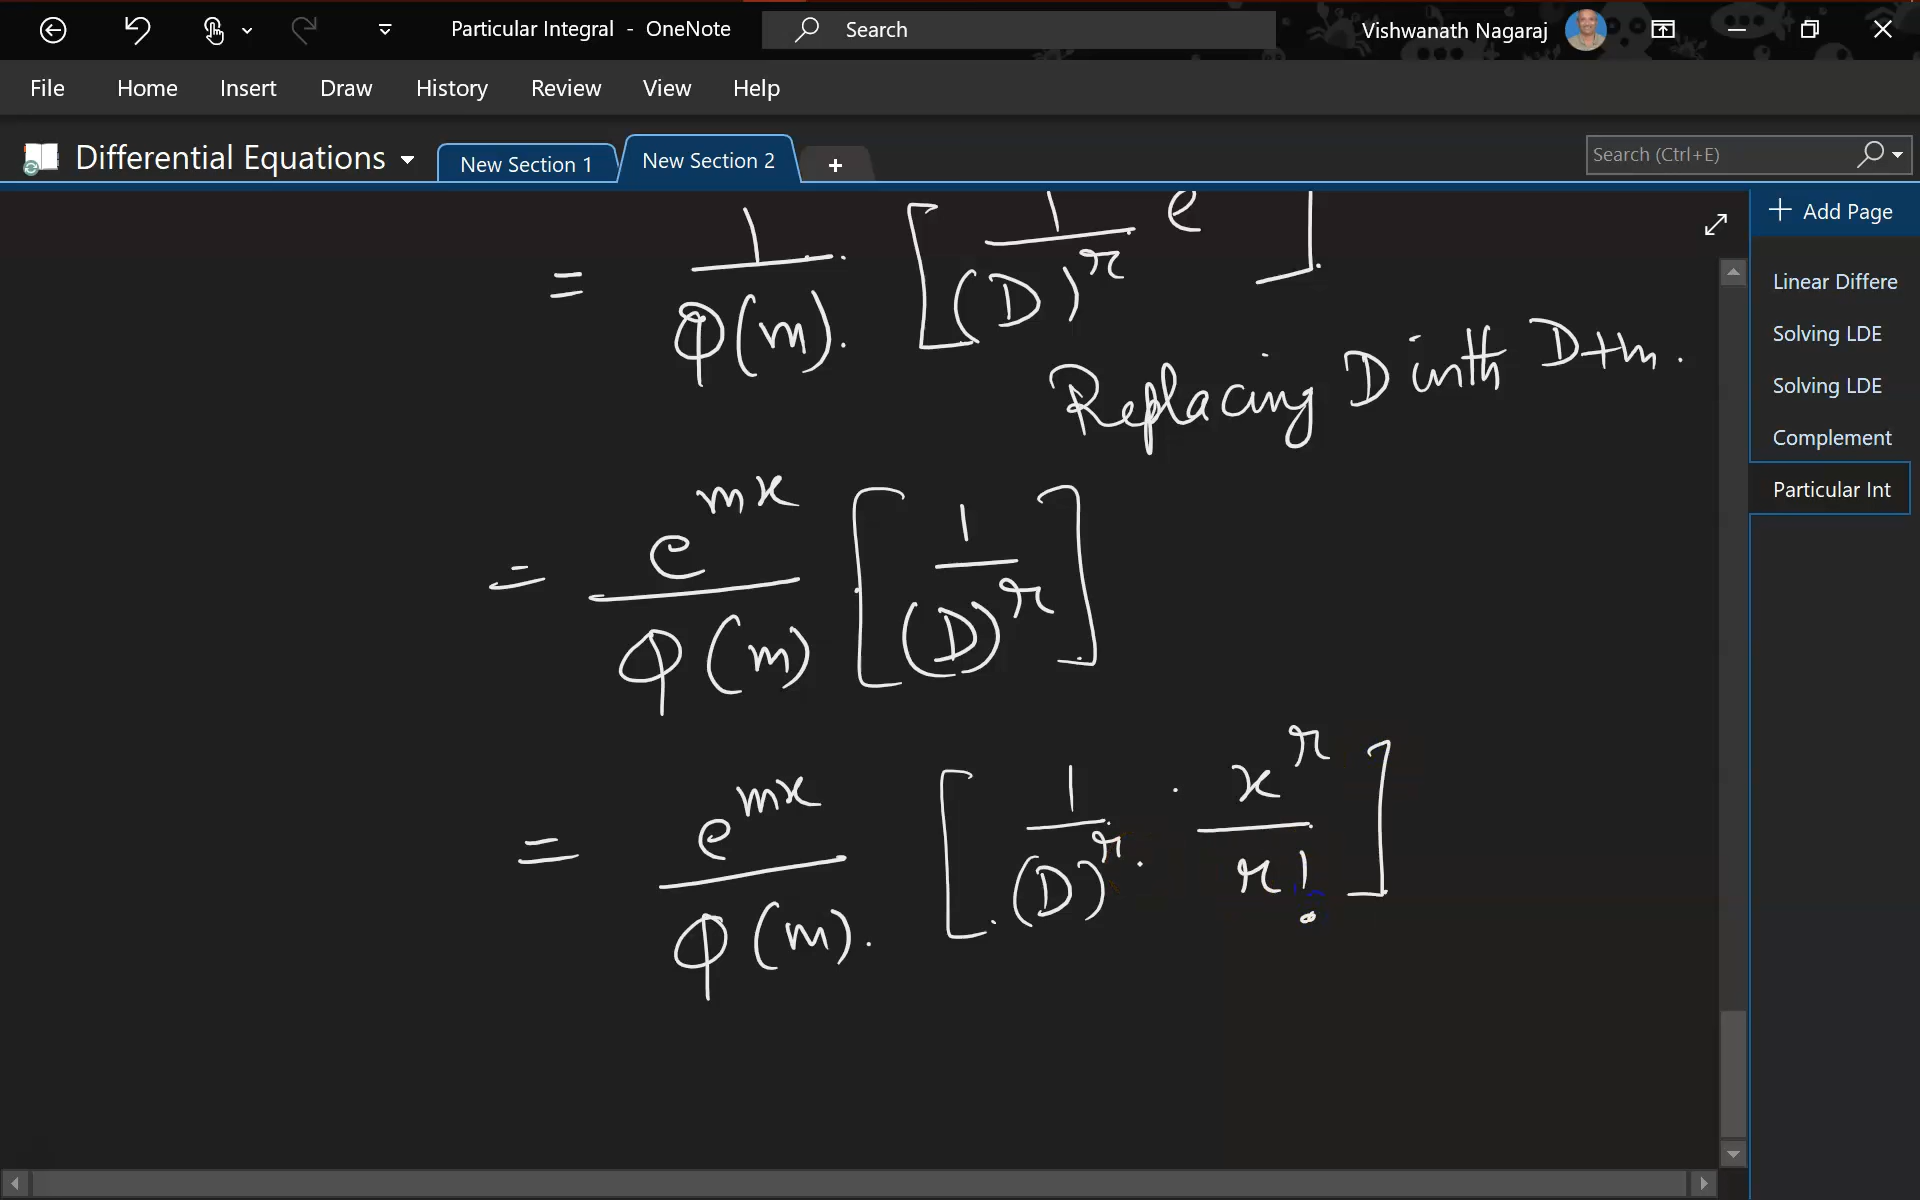 Particular Integral - OneNote
Search
Vishwanath Nagaraj
File Home Insert Draw History Review View Help
Differential Equations
New Section 1
New Section 2
+
Search (Ctrl+E)
Add Page
Linear Differe
Solving LDE
Solving LDE
Complement
Particular Int
= 1/φ(m). [1/(D)^r e ].
Replacing D with D+m.
= e^mx/φ(m) [1/(D)^r]
= e^mx/φ(m). [1/(D)^r . x^r/r!]